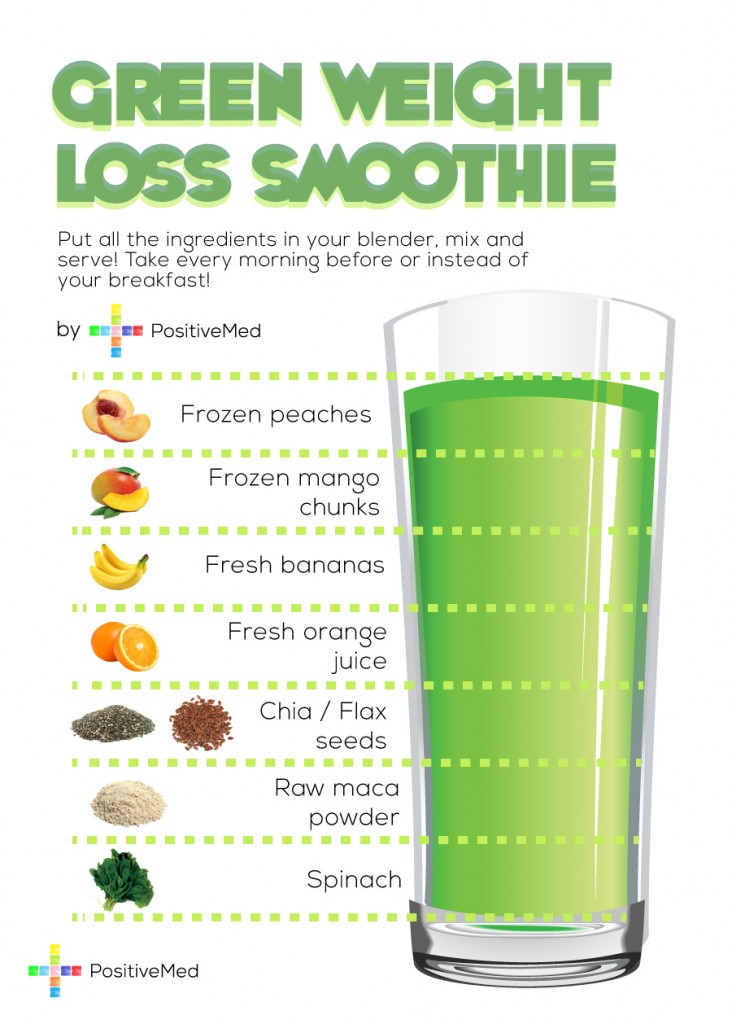 GREEN WEIGHT
LOSS SMOOTHIE
Put all the ingredients in your blender, mix and
serve! Take every morning before or instead of
your breakfast!
by PositiveMed
Frozen peaches
Frozen mango
chunks
Fresh bananas
Fresh orange
juice
Chia / Flax
seeds
Raw maca
powder
Spinach
PositiveMed